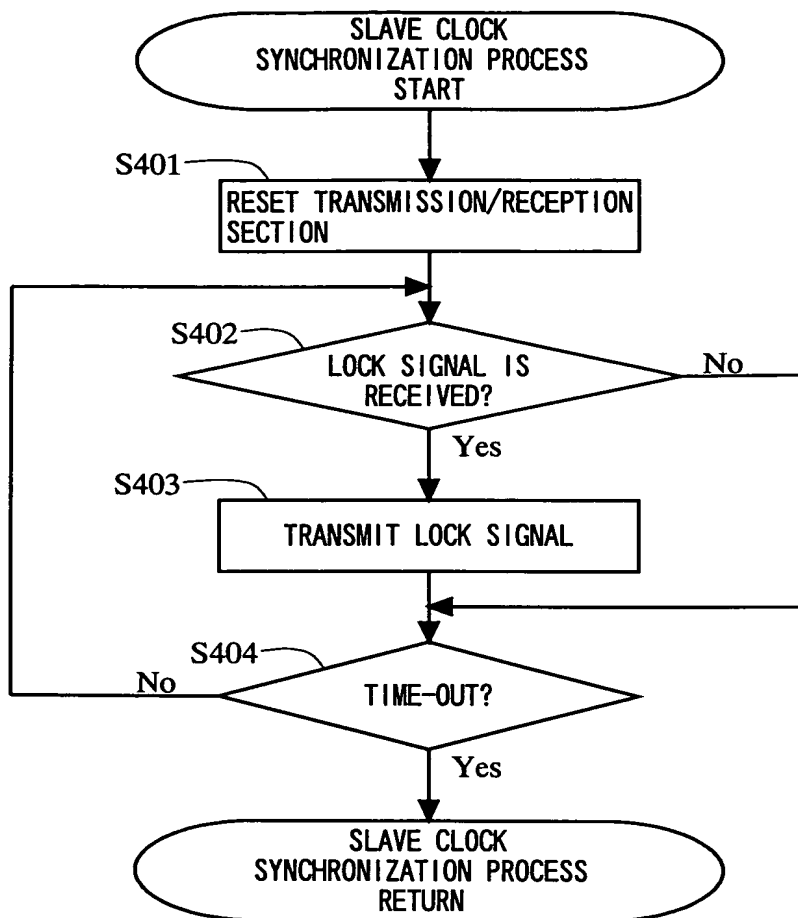 SLAVE CLOCK
SYNCHRONIZATION PROCESS
START
S401
RESET TRANSMISSION/RECEPTION
SECTION
S402
LOCK SIGNAL IS
RECEIVED?
No
Yes
S403
TRANSMIT LOCK SIGNAL
S404
TIME-OUT?
No
Yes
SLAVE CLOCK
SYNCHRONIZATION PROCESS
RETURN